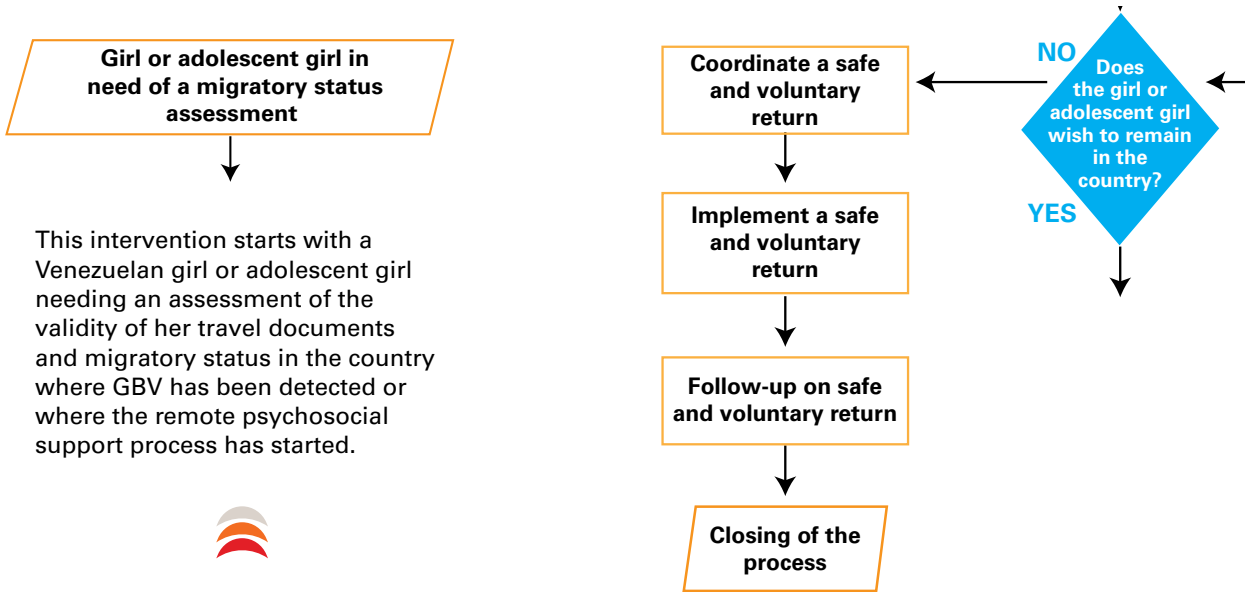 Girl or adolescent girl in
need of a migratory status
assessment
This intervention starts with a
Venezuelan girl or adolescent girl
needing an assessment of the
validity of her travel documents
and migratory status in the country
where GBV has been detected or
where the remote psychosocial
support process has started.
NO
Does
the girl or
adolescent girl
wish to remain
in the
country?
YES
Coordinate a safe
and voluntary
return
Implement a safe
and voluntary
return
Follow-up on safe
and voluntary return
Closing of the
process